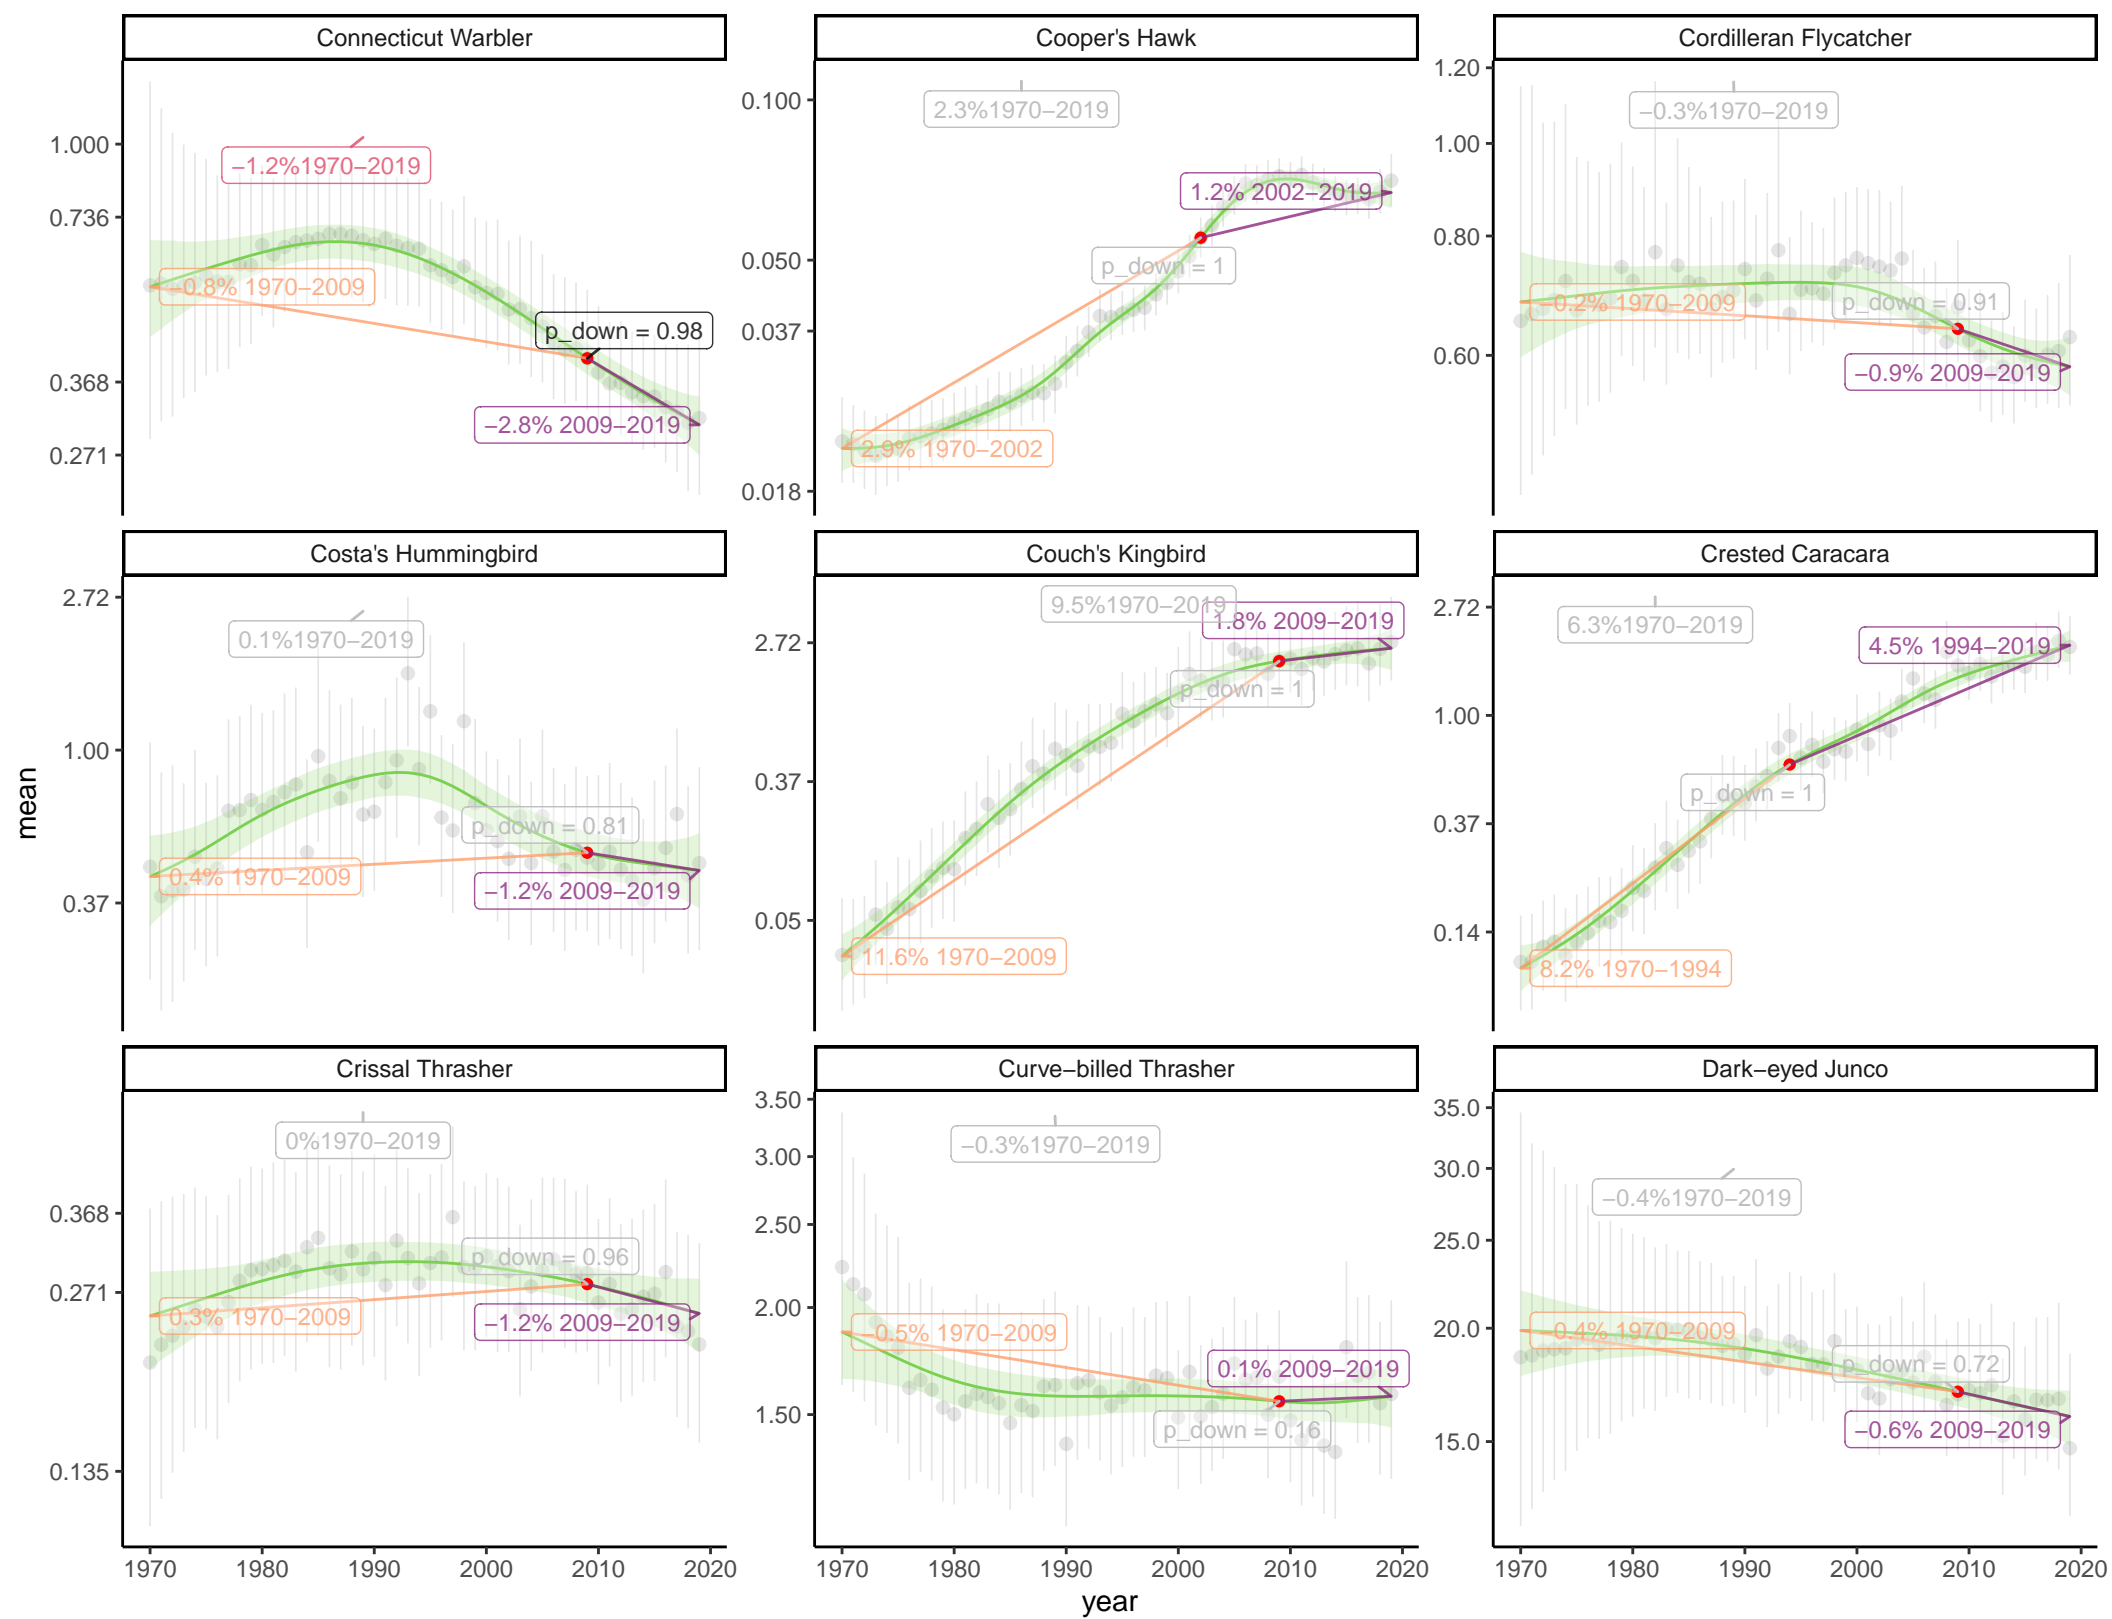 Connecticut Warbler
1.000
0.736
0.368
0.271
−1.2%1970−2019
−0.8% 1970−2009
p_down = 0.98
−2.8% 2009−2019
Cooper's Hawk
0.100
0.050
0.037
0.018
2.3%1970−2019
1.2% 2002−2019
p_down = 1
2.9% 1970−2002
Cordilleran Flycatcher
1.20
1.00
0.80
0.60
−0.3%1970−2019
−0.2% 1970−2009
p_down = 0.91
−0.9% 2009−2019
mean
Costa's Hummingbird
2.72
1.00
0.37
0.1%1970−2019
p_down = 0.81
0.4% 1970−2009
−1.2% 2009−2019
Couch's Kingbird
2.72
0.37
0.05
9.5%1970−2019
1.8% 2009−2019
p_down = 1
11.6% 1970−2009
Crested Caracara
2.72
1.00
0.37
0.14
6.3%1970−2019
4.5% 1994−2019
p_down = 1
8.2% 1970−1994
Crissal Thrasher
0.368
0.271
0.135
0%1970−2019
p_down = 0.96
0.3% 1970−2009
−1.2% 2009−2019
1970 1980 1990 2000 2010 2020
Curve−billed Thrasher
3.50
3.00
2.50
2.00
1.50
−0.3%1970−2019
−0.5% 1970−2009
0.1% 2009−2019
p_down = 0.16
1970 1980 1990 2000 2010 2020
Dark−eyed Junco
35.0
30.0
25.0
20.0
15.0
−0.4%1970−2019
−0.4% 1970−2009
p_down = 0.72
−0.6% 2009−2019
1970 1980 1990 2000 2010 2020
year